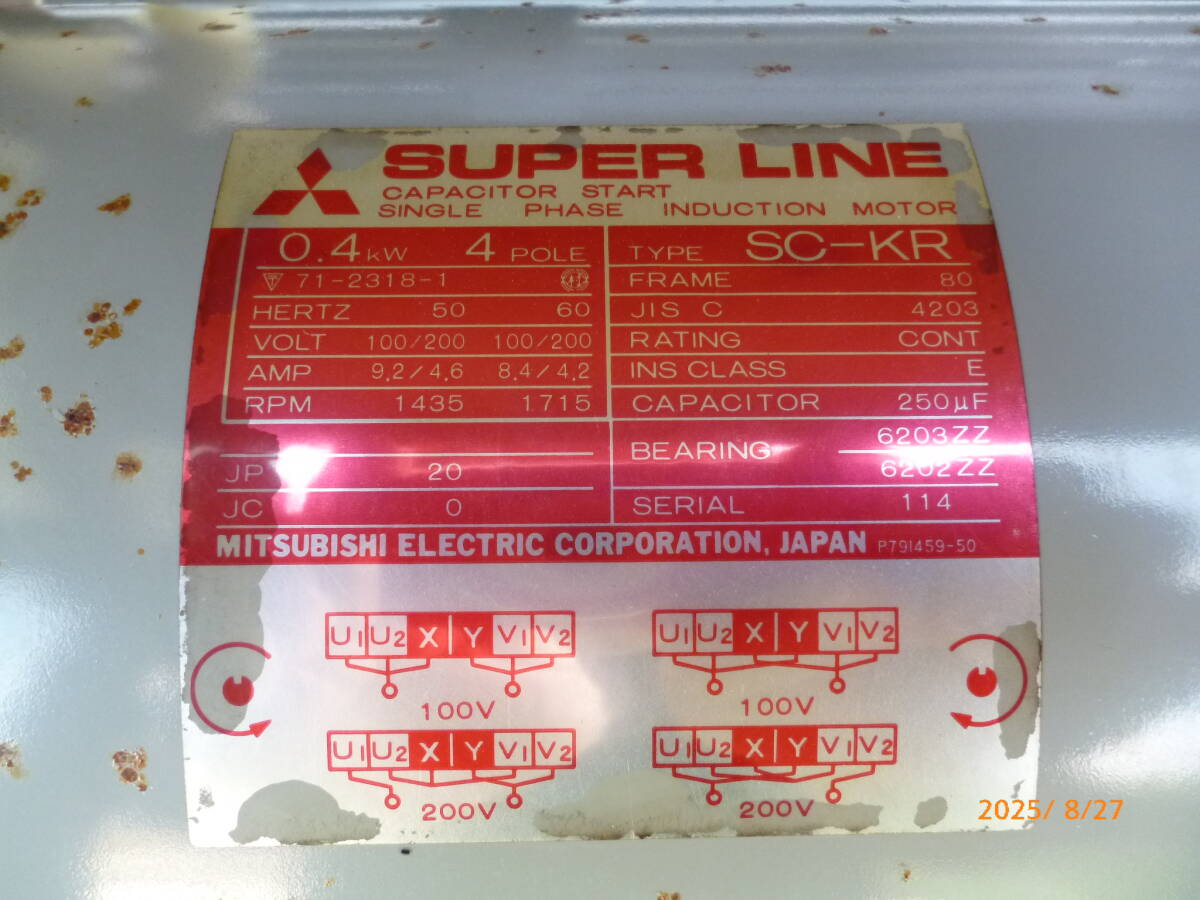 SUPER LINE
CAPACITOR START
SINGLE PHASE INDUCTION MOTOR
0.4 kW 4 POLE
71-2318-1
HERTZ 50 60
VOLT 100/200 100/200
AMP 9.2/4.6 8.4/4.2
RPM 1435 1715
JP 20
JC 0
TYPE SC-KR
FRAME 80
JIS C 4203
RATING CONT
INS CLASS E
CAPACITOR 250µF
BEARING 6203ZZ
6202ZZ
SERIAL 114
MITSUBISHI ELECTRIC CORPORATION, JAPAN P791459-50
U1 U2 X Y V1 V2
100V
U1 U2 X Y V1 V2
200V
U1 U2 X Y V1 V2
100V
U1 U2 X Y V1 V2
200V
2025/ 8/27